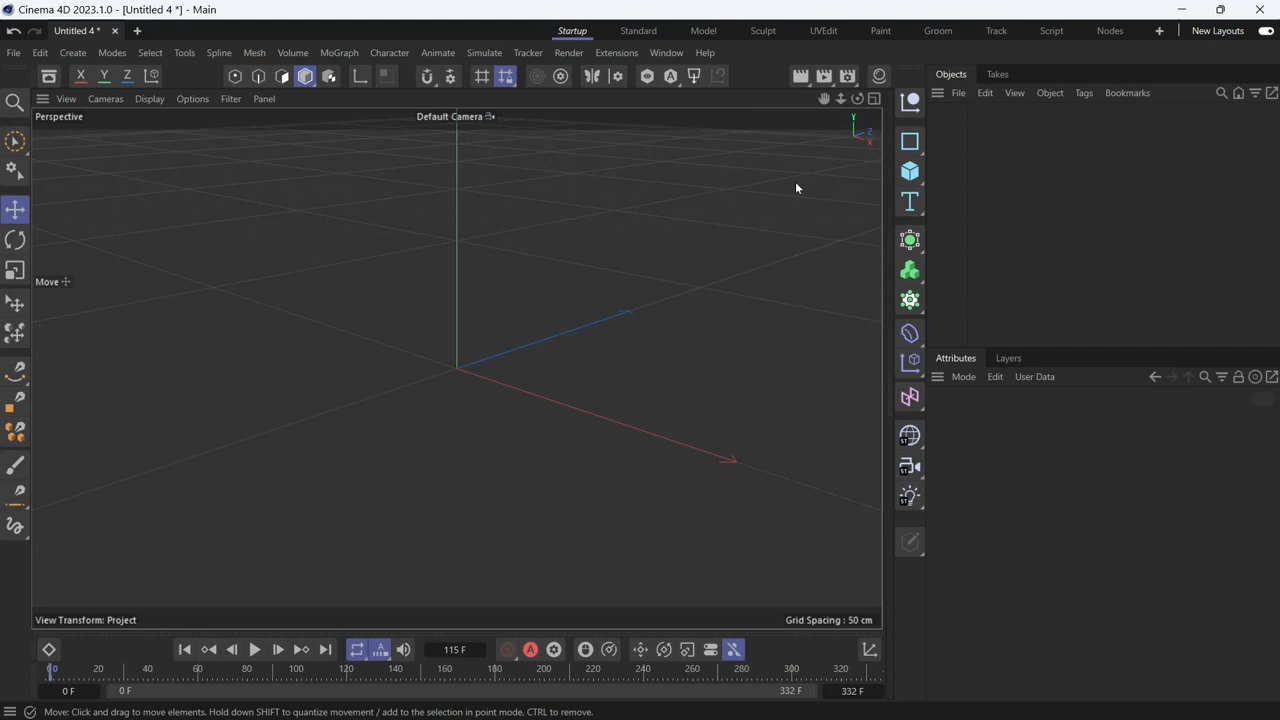 Cinema 4D 2023.1.0 - [Untitled 4 *] - Main
Untitled 4 *
Startup Standard Model Sculpt UVEdit Paint Groom Track Script Nodes New Layouts
File Edit Create Modes Select Tools Spline Mesh Volume MoGraph Character Animate Simulate Tracker Render Extensions Window Help
X Y Z
Objects Takes
View Cameras Display Options Filter Panel
File Edit View Object Tags Bookmarks
Perspective
Default Camera
Y
Z
X
Move
Attributes Layers
Mode Edit User Data
ST
ST
ST
View Transform: Project
Grid Spacing : 50 cm
115 F
0 20 40 60 80 100 120 140 160 180 200 220 240 260 280 300 320
0 F 0 F 332 F 332 F
Move: Click and drag to move elements. Hold down SHIFT to quantize movement / add to the selection in point mode, CTRL to remove.